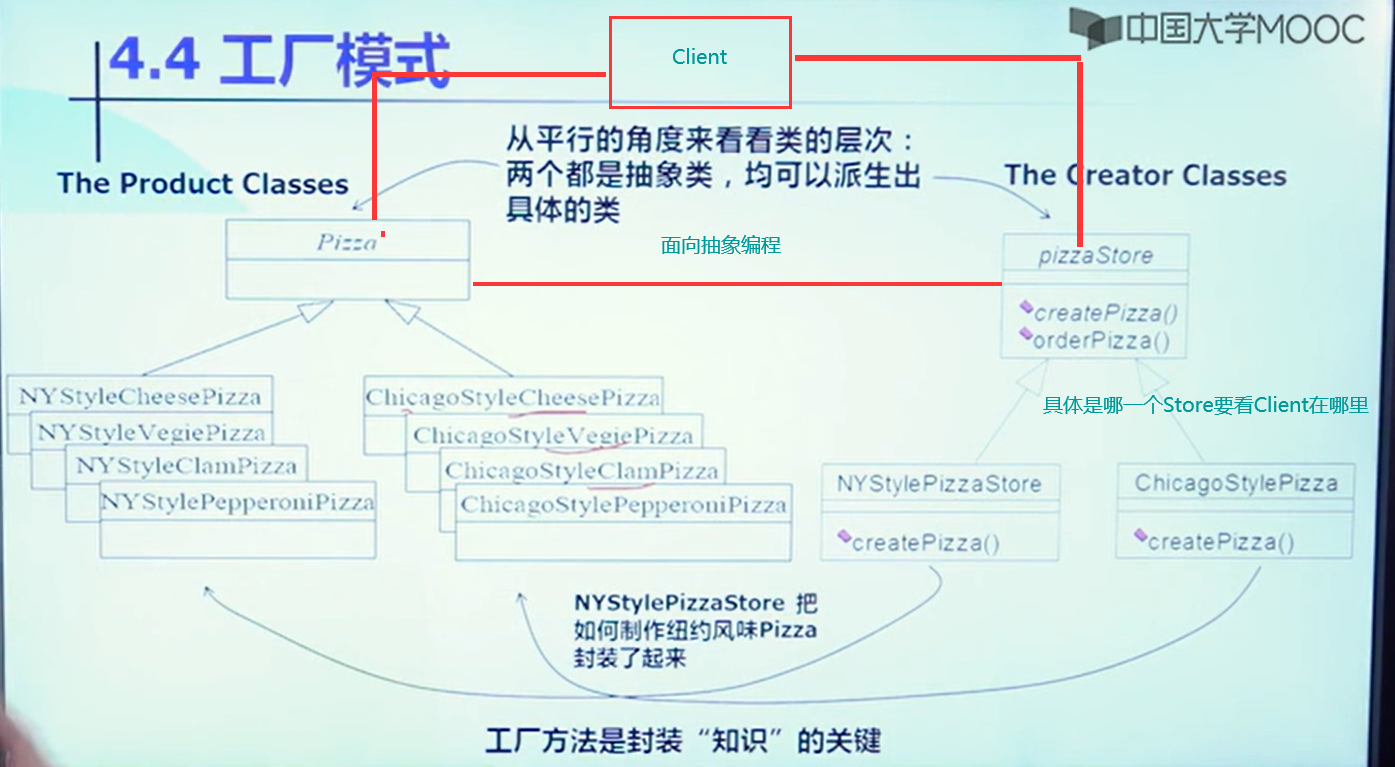 4.4 工厂模式
Client
中国大学MOOC
从平行的角度来看看类的层次：
两个都是抽象类，均可以派生出
具体的类
The Product Classes
The Creator Classes
Pizza
面向抽象编程
pizzaStore
createPizza()
orderPizza()
NYStyleCheesePizza
NYStyleVegiePizza
NYStyleClamPizza
NYStylePepperoniPizza
ChicagoStyleCheesePizza
ChicagoStyleVegiePizza
ChicagoStyleClamPizza
ChicagoStylePepperoniPizza
具体是哪一个Store要看Client在哪里
NYStylePizzaStore
createPizza()
ChicagoStylePizza
createPizza()
NYStylePizzaStore 把
如何制作纽约风味Pizza
封装了起来
工厂方法是封装“知识”的关键